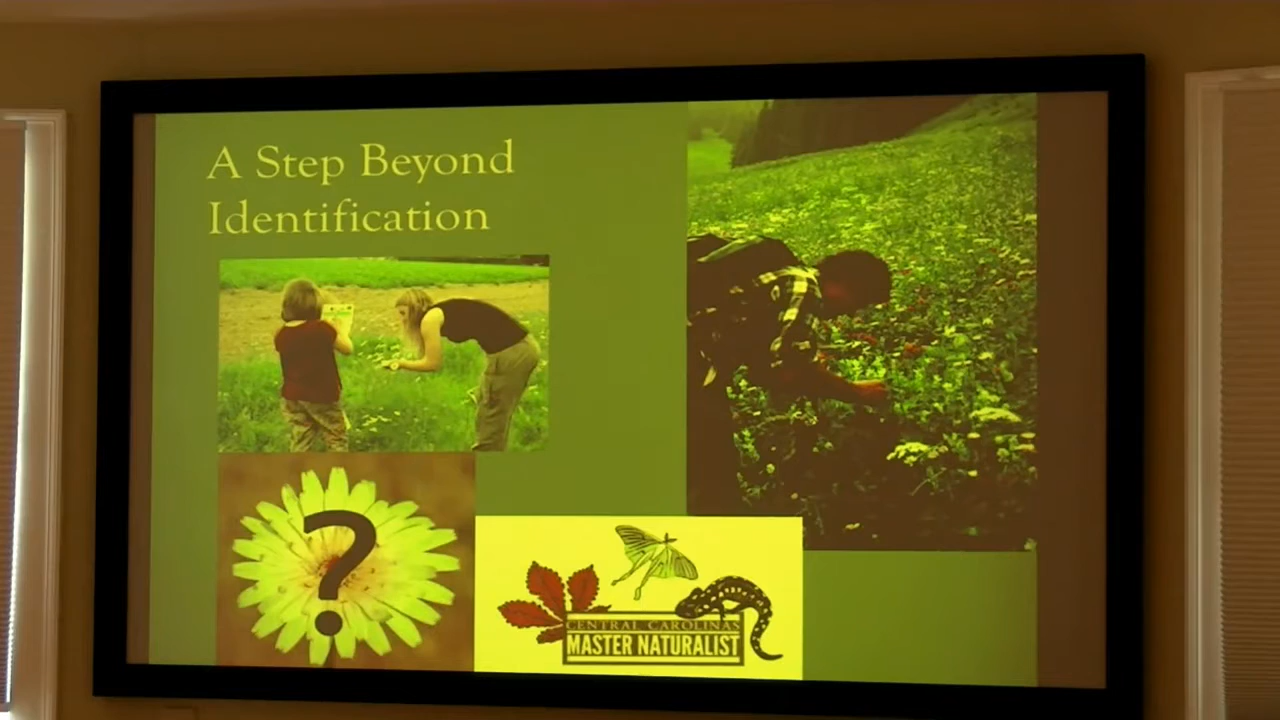 A Step Beyond
Identification
?
CENTRAL CAROLINAS
MASTER NATURALIST